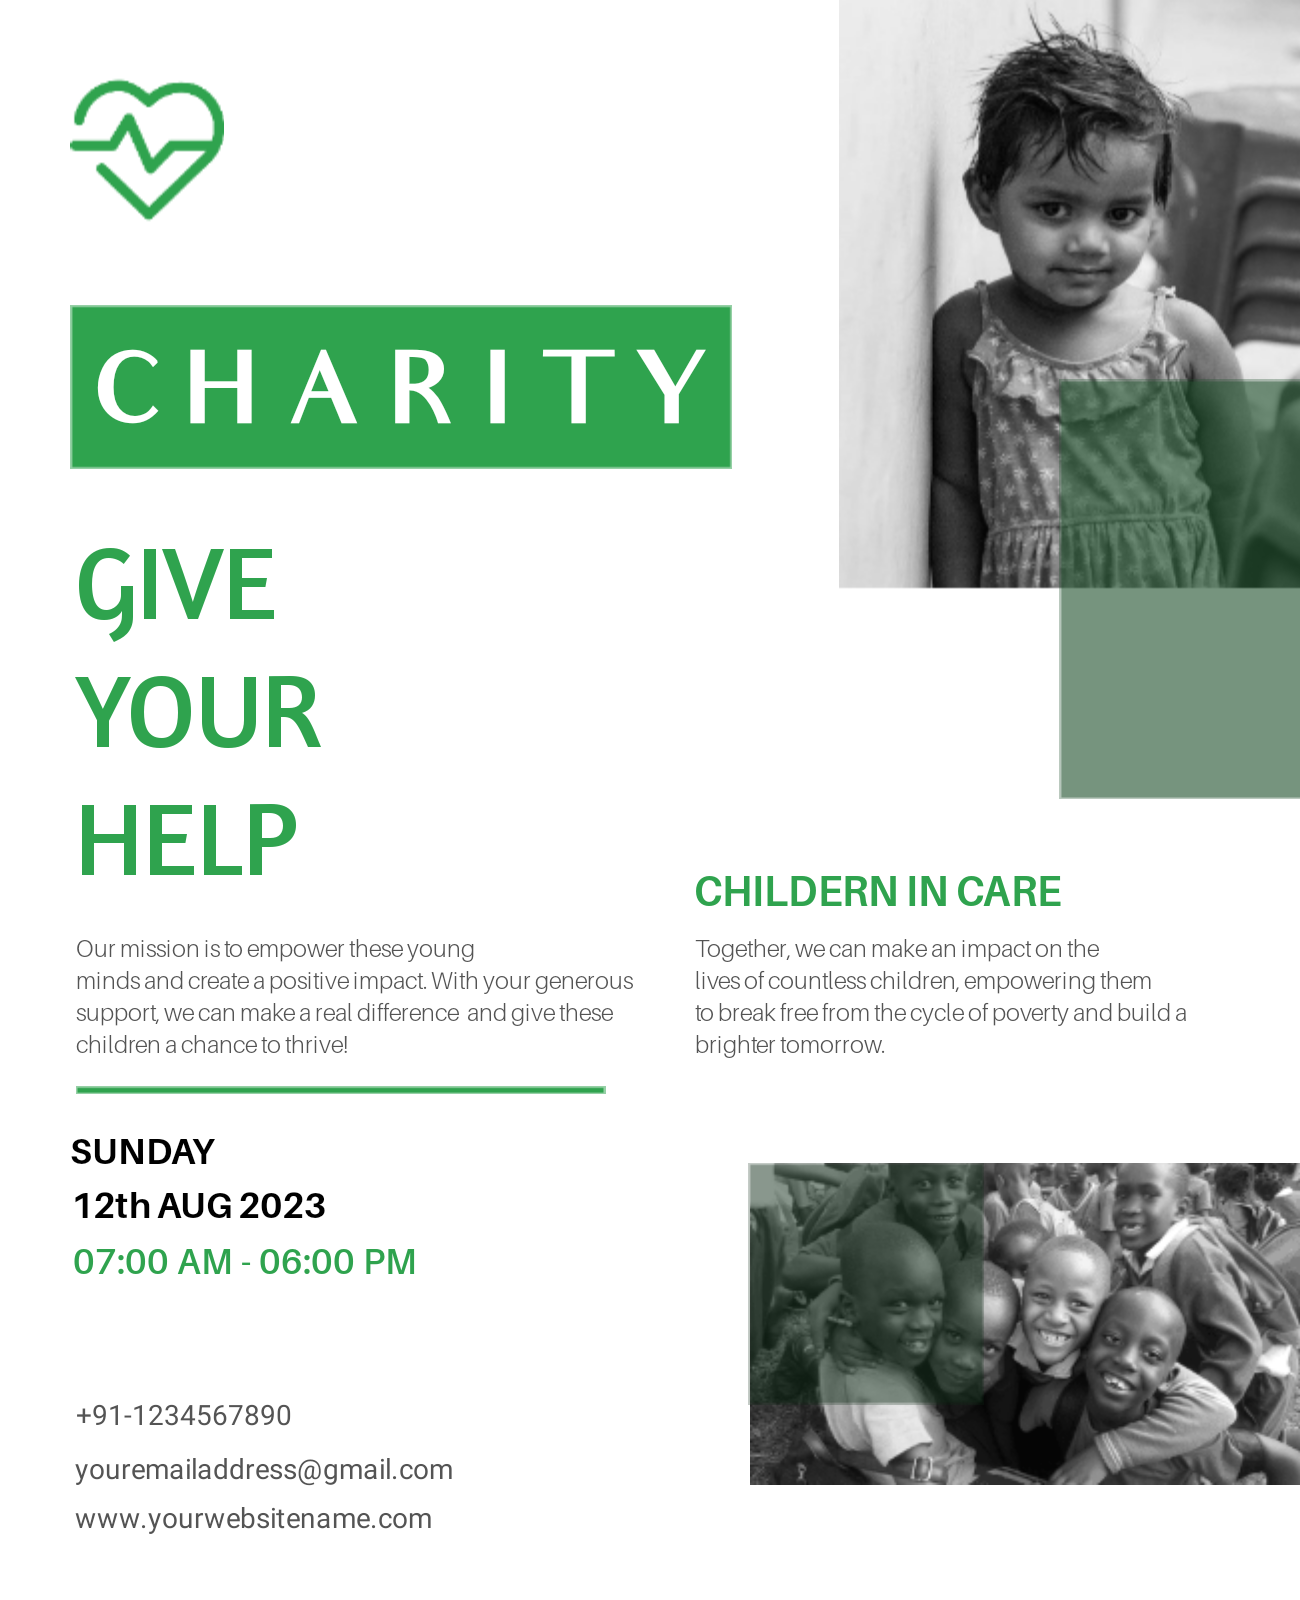 CHARITY
GIVE
YOUR
HELP
Our mission is to empower these young
minds and create a positive impact. With your generous
support, we can make a real difference and give these
children a chance to thrive!
CHILDERN IN CARE
Together, we can make an impact on the
lives of countless children, empowering them
to break free from the cycle of poverty and build a
brighter tomorrow.
SUNDAY
12th AUG 2023
07:00 AM - 06:00 PM
+91-1234567890
youremailaddress@gmail.com
www.yourwebsitename.com